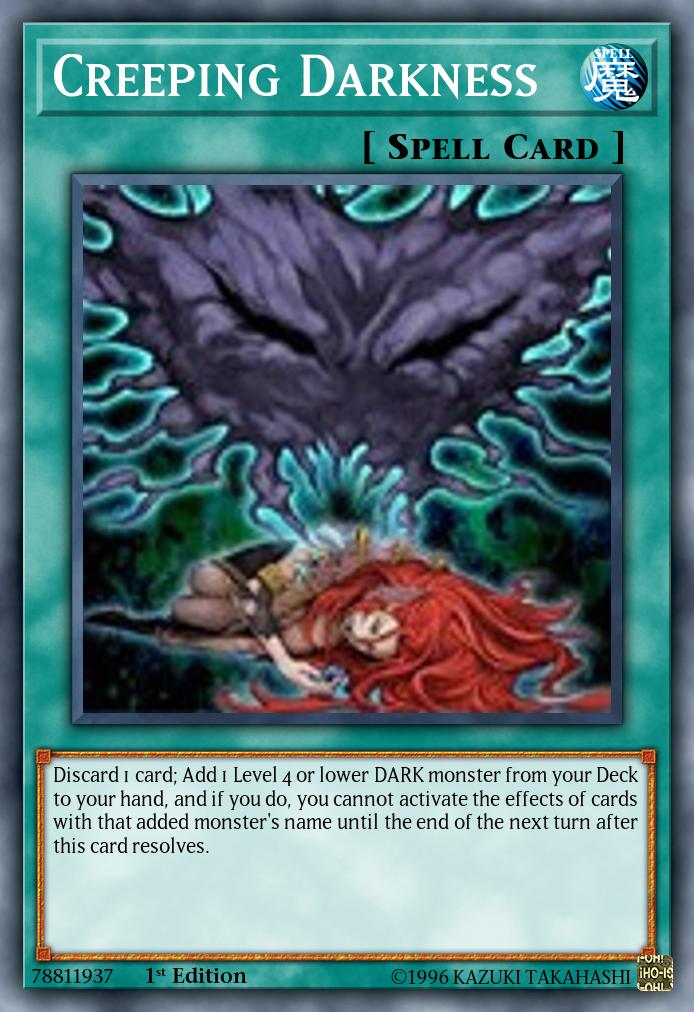 CREEPING DARKNESS
SPELL
魔
[ SPELL CARD ]
Discard 1 card; Add 1 Level 4 or lower DARK monster from your Deck
to your hand, and if you do, you cannot activate the effects of cards
with that added monster's name until the end of the next turn after
this card resolves.
78811937 1st Edition ©1996 KAZUKI TAKAHASHI